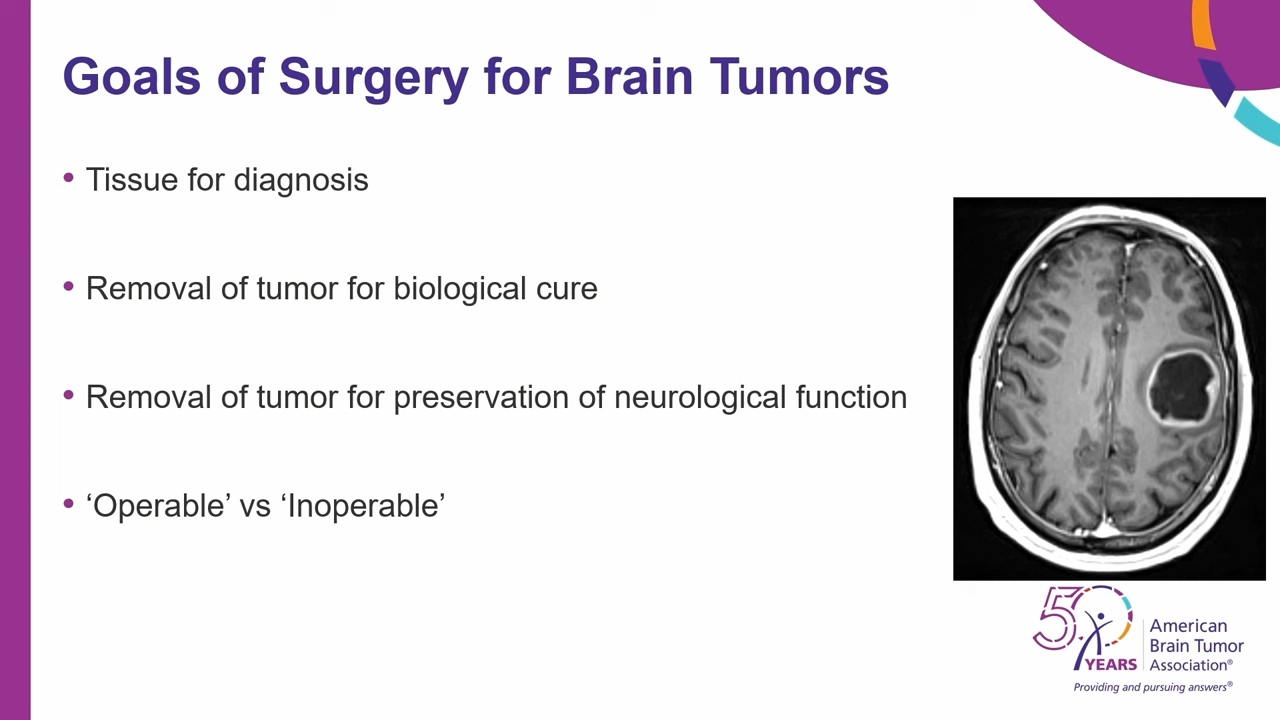 Goals of Surgery for Brain Tumors
• Tissue for diagnosis
• Removal of tumor for biological cure
• Removal of tumor for preservation of neurological function
• ‘Operable’ vs ‘Inoperable’
50
YEARS
American
Brain Tumor
Association®
Providing and pursuing answers®